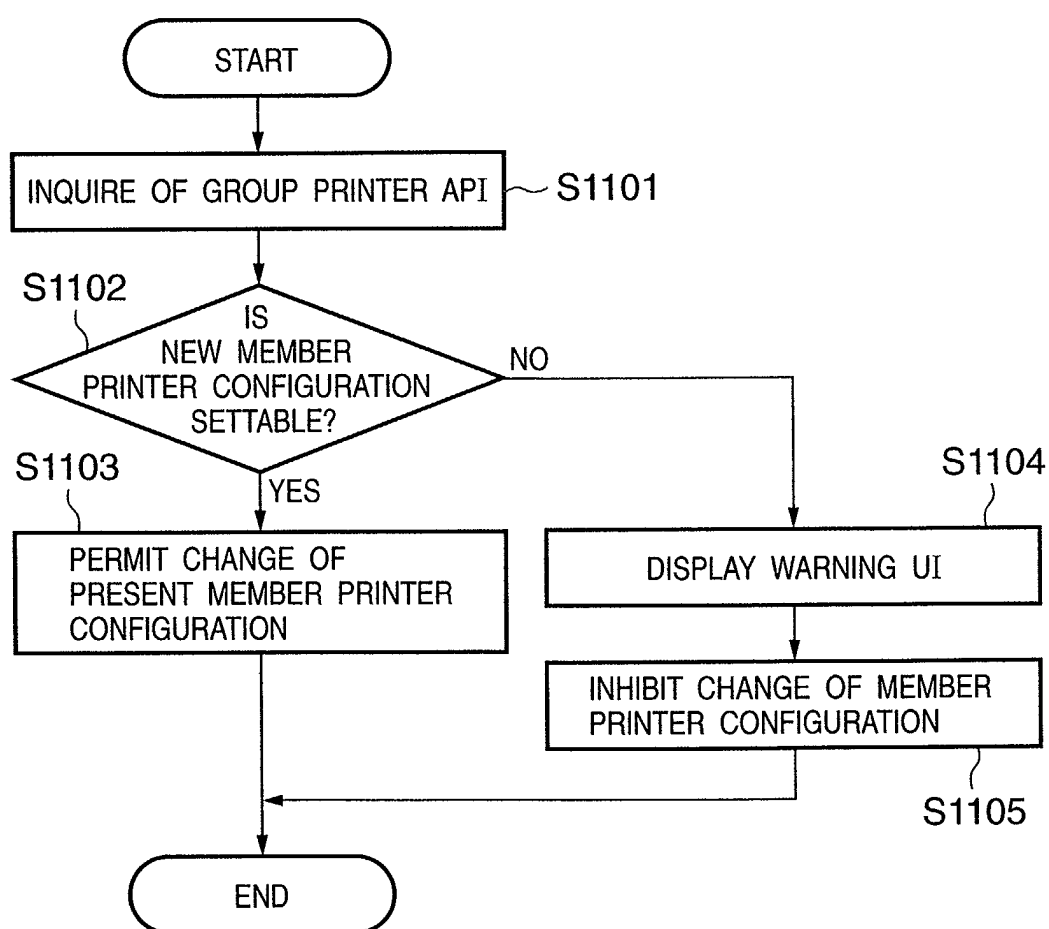 START
INQUIRE OF GROUP PRINTER API
S1101
S1102
IS
NEW MEMBER
PRINTER CONFIGURATION
SETTABLE?
NO
YES
S1103
PERMIT CHANGE OF
PRESENT MEMBER PRINTER
CONFIGURATION
S1104
DISPLAY WARNING UI
INHIBIT CHANGE OF MEMBER
PRINTER CONFIGURATION
S1105
END